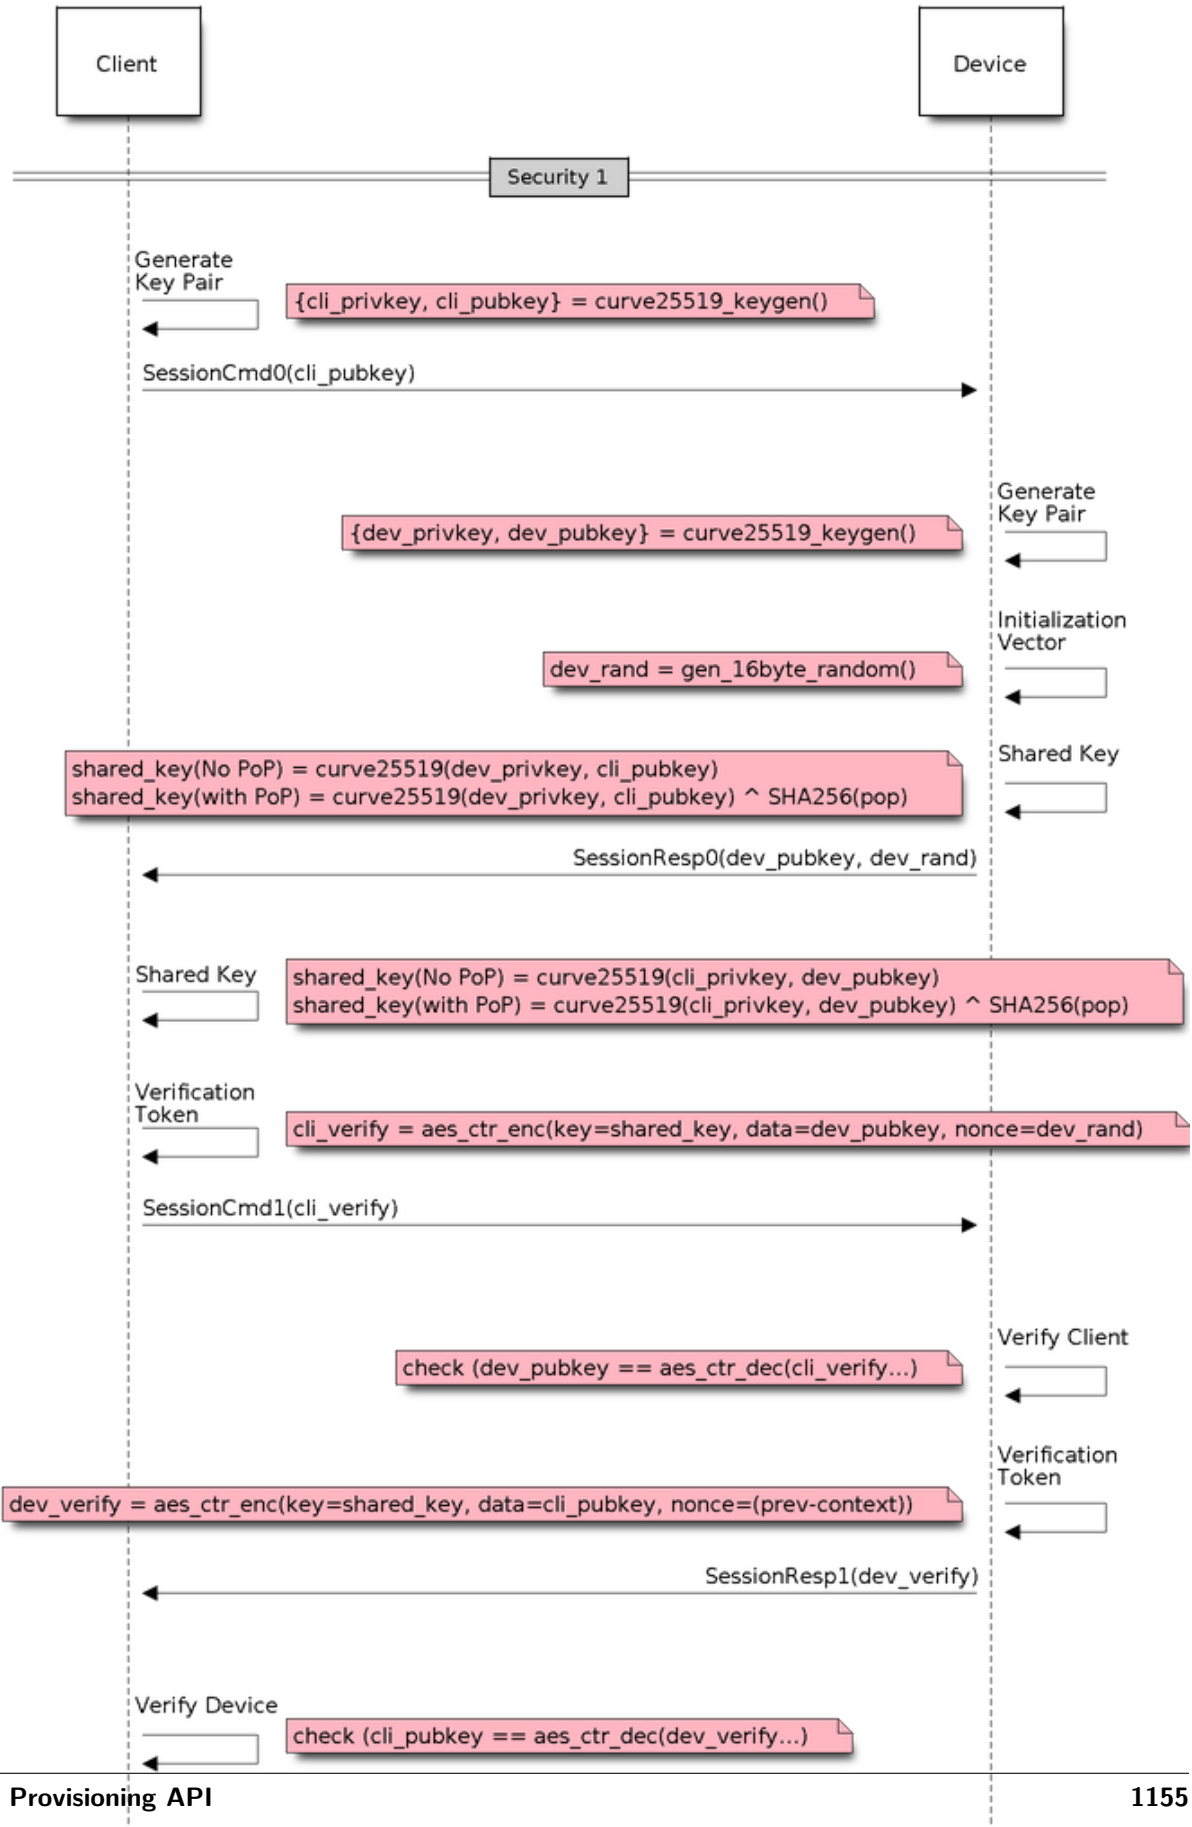 Client
Device
Security 1
Generate
Key Pair
{cli_privkey, cli_pubkey} = curve25519_keygen()
SessionCmd0(cli_pubkey)
Generate
Key Pair
{dev_privkey, dev_pubkey} = curve25519_keygen()
Initialization
Vector
dev_rand = gen_16byte_random()
Shared Key
shared_key(No PoP) = curve25519(dev_privkey, cli_pubkey)
shared_key(with PoP) = curve25519(dev_privkey, cli_pubkey) ^ SHA256(pop)
SessionResp0(dev_pubkey, dev_rand)
Shared Key
shared_key(No PoP) = curve25519(cli_privkey, dev_pubkey)
shared_key(with PoP) = curve25519(cli_privkey, dev_pubkey) ^ SHA256(pop)
Verification
Token
cli_verify = aes_ctr_enc(key=shared_key, data=dev_pubkey, nonce=dev_rand)
SessionCmd1(cli_verify)
Verify Client
check (dev_pubkey == aes_ctr_dec(cli_verify...)
Verification
Token
dev_verify = aes_ctr_enc(key=shared_key, data=cli_pubkey, nonce=(prev-context))
SessionResp1(dev_verify)
Verify Device
check (cli_pubkey == aes_ctr_dec(dev_verify...)
Provisioning API
1155